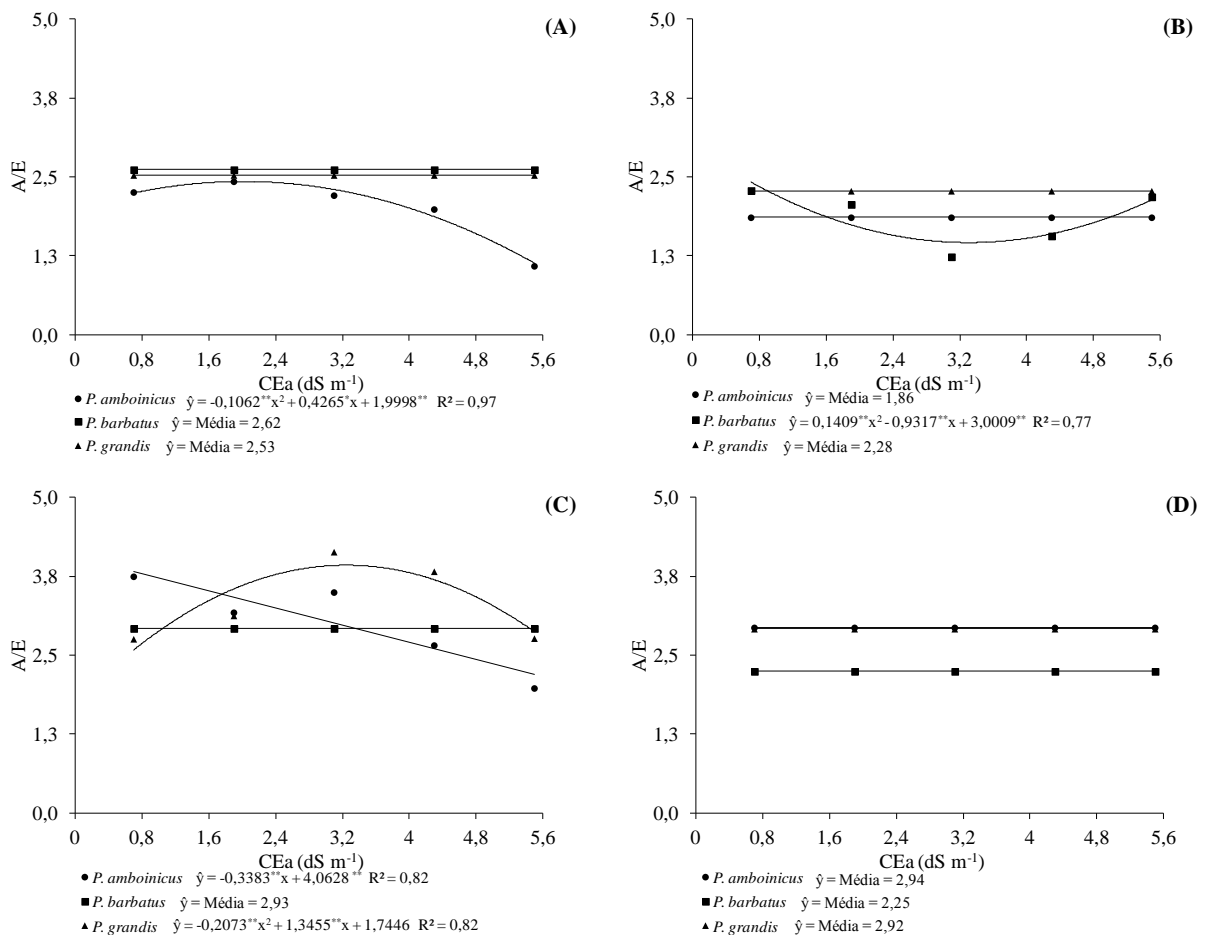 (A)
5,0
3,8
2,5
1,3
0,0
A/E
0 0,8 1,6 2,4 3,2 4 4,8 5,6
CEa (dS m⁻¹)
P. amboinicus ŷ = -0,1062**x² + 0,4265*x + 1,9998** R² = 0,97
P. barbatus ŷ = Média = 2,62
P. grandis ŷ = Média = 2,53
(B)
5,0
3,8
2,5
1,3
0,0
A/E
0 0,8 1,6 2,4 3,2 4 4,8 5,6
CEa (dS m⁻¹)
P. amboinicus ŷ = Média = 1,86
P. barbatus ŷ = 0,1409**x² - 0,9317**x + 3,0009** R² = 0,77
P. grandis ŷ = Média = 2,28
(C)
5,0
3,8
2,5
1,3
0,0
A/E
0 0,8 1,6 2,4 3,2 4 4,8 5,6
CEa (dS m⁻¹)
P. amboinicus ŷ = -0,3383**x + 4,0628 ** R² = 0,82
P. barbatus ŷ = Média = 2,93
P. grandis ŷ = -0,2073**x² + 1,3455**x + 1,7446 R² = 0,82
(D)
5,0
3,8
2,5
1,3
0,0
A/E
0 0,8 1,6 2,4 3,2 4 4,8 5,6
CEa (dS m⁻¹)
P. amboinicus ŷ = Média = 2,94
P. barbatus ŷ = Média = 2,25
P. grandis ŷ = Média = 2,92